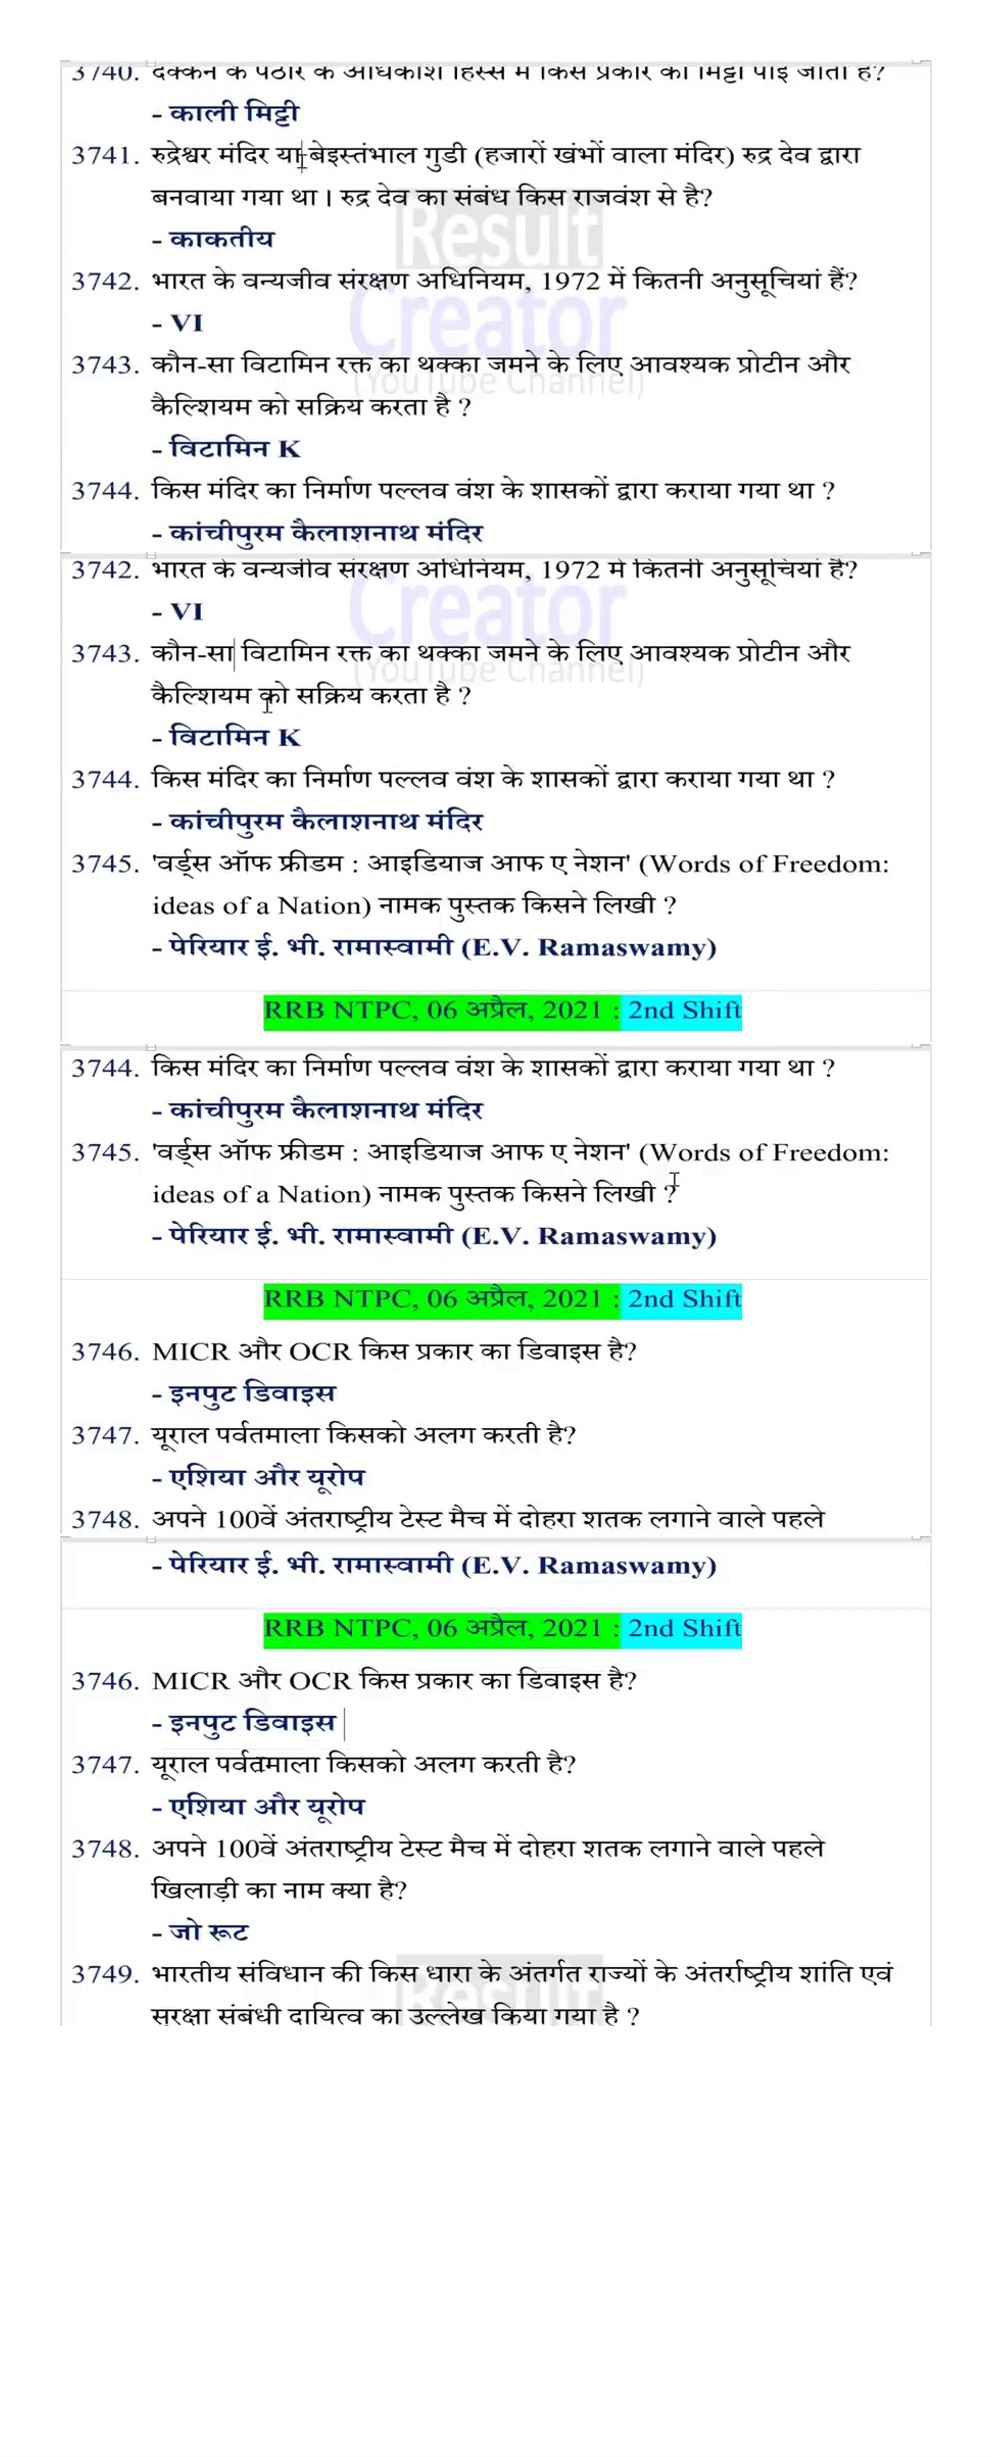 3740. दक्कन के पठार के अधिकांश हिस्से में किस प्रकार की मिट्टी पाई जाती है?
- काली मिट्टी
3741. रुद्रेश्वर मंदिर या बेइस्तंभाल गुडी (हजारों खंभों वाला मंदिर) रुद्र देव द्वारा
बनवाया गया था । रुद्र देव का संबंध किस राजवंश से है?
Result
- काकतीय
3742. भारत के वन्यजीव संरक्षण अधिनियम, 1972 में कितनी अनुसूचियां हैं?
Creator
- VI
3743. कौन-सा विटामिन रक्त का थक्का जमने के लिए आवश्यक प्रोटीन और
(YouTube Channel)
कैल्शियम को सक्रिय करता है ?
- विटामिन K
3744. किस मंदिर का निर्माण पल्लव वंश के शासकों द्वारा कराया गया था ?
- कांचीपुरम कैलाशनाथ मंदिर
3742. भारत के वन्यजीव संरक्षण अधिनियम, 1972 में कितनी अनुसूचियां हैं?
Creator
- VI
3743. कौन-सा विटामिन रक्त का थक्का जमने के लिए आवश्यक प्रोटीन और
(YouTube Channel)
कैल्शियम को सक्रिय करता है ?
- विटामिन K
3744. किस मंदिर का निर्माण पल्लव वंश के शासकों द्वारा कराया गया था ?
- कांचीपुरम कैलाशनाथ मंदिर
3745. 'वर्ड्स ऑफ फ्रीडम : आइडियाज आफ ए नेशन' (Words of Freedom:
ideas of a Nation) नामक पुस्तक किसने लिखी ?
- पेरियार ई. भी. रामास्वामी (E.V. Ramaswamy)
RRB NTPC, 06 अप्रैल, 2021 : 2nd Shift
3744. किस मंदिर का निर्माण पल्लव वंश के शासकों द्वारा कराया गया था ?
- कांचीपुरम कैलाशनाथ मंदिर
3745. 'वर्ड्स ऑफ फ्रीडम : आइडियाज आफ ए नेशन' (Words of Freedom:
ideas of a Nation) नामक पुस्तक किसने लिखी ?
- पेरियार ई. भी. रामास्वामी (E.V. Ramaswamy)
RRB NTPC, 06 अप्रैल, 2021 : 2nd Shift
3746. MICR और OCR किस प्रकार का डिवाइस है?
- इनपुट डिवाइस
3747. यूराल पर्वतमाला किसको अलग करती है?
- एशिया और यूरोप
3748. अपने 100वें अंतराष्ट्रीय टेस्ट मैच में दोहरा शतक लगाने वाले पहले
- पेरियार ई. भी. रामास्वामी (E.V. Ramaswamy)
RRB NTPC, 06 अप्रैल, 2021 : 2nd Shift
3746. MICR और OCR किस प्रकार का डिवाइस है?
- इनपुट डिवाइस
3747. यूराल पर्वतमाला किसको अलग करती है?
- एशिया और यूरोप
3748. अपने 100वें अंतराष्ट्रीय टेस्ट मैच में दोहरा शतक लगाने वाले पहले
खिलाड़ी का नाम क्या है?
- जो रूट
3749. भारतीय संविधान की किस धारा के अंतर्गत राज्यों के अंतर्राष्ट्रीय शांति एवं
Result
सुरक्षा संबंधी दायित्व का उल्लेख किया गया है ?